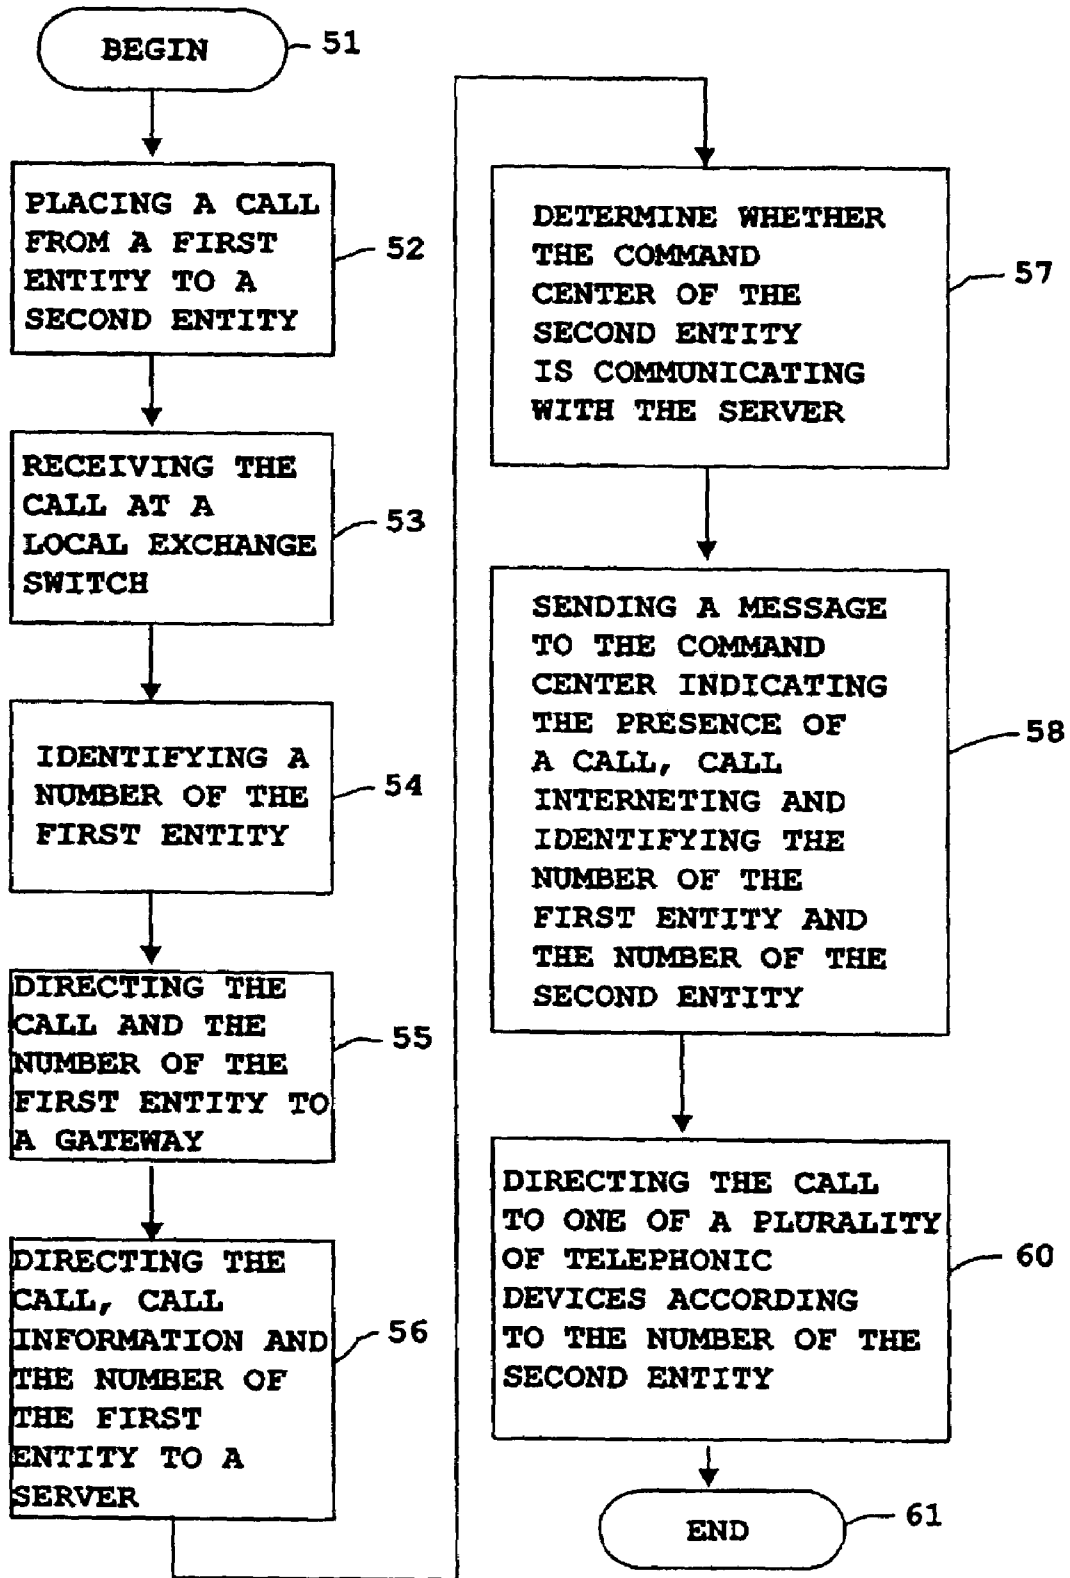 BEGIN
51
PLACING A CALL
FROM A FIRST
ENTITY TO A
SECOND ENTITY
52
RECEIVING THE
CALL AT A
LOCAL EXCHANGE
SWITCH
53
IDENTIFYING A
NUMBER OF THE
FIRST ENTITY
54
DIRECTING THE
CALL AND THE
NUMBER OF THE
FIRST ENTITY TO
A GATEWAY
55
DIRECTING THE
CALL, CALL
INFORMATION AND
THE NUMBER OF
THE FIRST
ENTITY TO A
SERVER
56
DETERMINE WHETHER
THE COMMAND
CENTER OF THE
SECOND ENTITY
IS COMMUNICATING
WITH THE SERVER
57
SENDING A MESSAGE
TO THE COMMAND
CENTER INDICATING
THE PRESENCE OF
A CALL, CALL
INTERNETING AND
IDENTIFYING THE
NUMBER OF THE
FIRST ENTITY AND
THE NUMBER OF THE
SECOND ENTITY
58
DIRECTING THE CALL
TO ONE OF A PLURALITY
OF TELEPHONIC
DEVICES ACCORDING
TO THE NUMBER OF THE
SECOND ENTITY
60
END
61